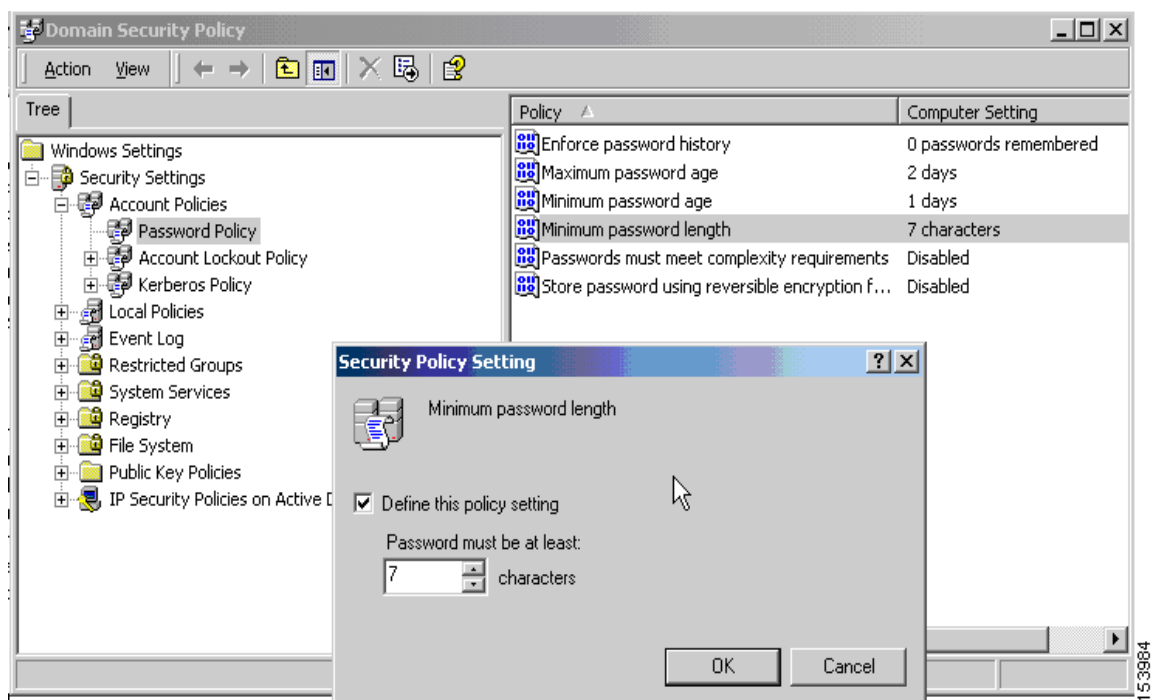 Domain Security Policy
Action View
Tree
Windows Settings
Security Settings
Account Policies
Password Policy
Account Lockout Policy
Kerberos Policy
Local Policies
Event Log
Restricted Groups
System Services
Registry
File System
Public Key Policies
IP Security Policies on Active D
Policy Computer Setting
Enforce password history 0 passwords remembered
Maximum password age 2 days
Minimum password age 1 days
Minimum password length 7 characters
Passwords must meet complexity requirements Disabled
Store password using reversible encryption f... Disabled
Security Policy Setting
Minimum password length
Define this policy setting
Password must be at least:
7 characters
OK Cancel
153984